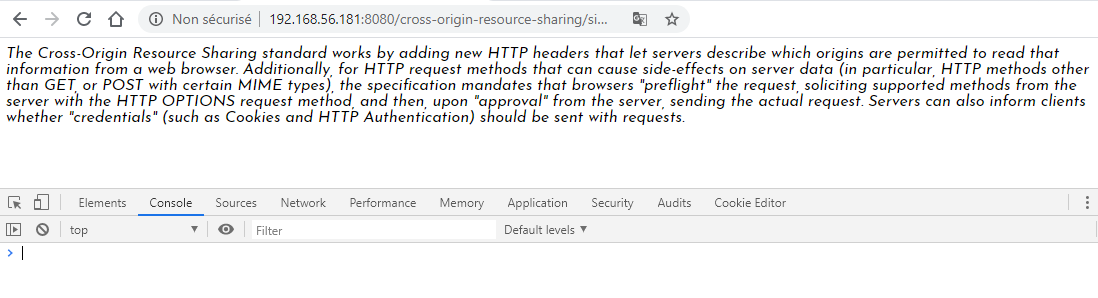 Non sécurisé 192.168.56.181:8080/cross-origin-resource-sharing/si...
The Cross-Origin Resource Sharing standard works by adding new HTTP headers that let servers describe which origins are permitted to read that
information from a web browser. Additionally, for HTTP request methods that can cause side-effects on server data (in particular, HTTP methods other
than GET, or POST with certain MIME types), the specification mandates that browsers "preflight" the request, soliciting supported methods from the
server with the HTTP OPTIONS request method, and then, upon "approval" from the server, sending the actual request. Servers can also inform clients
whether "credentials" (such as Cookies and HTTP Authentication) should be sent with requests.
Elements Console Sources Network Performance Memory Application Security Audits Cookie Editor
top Filter Default levels